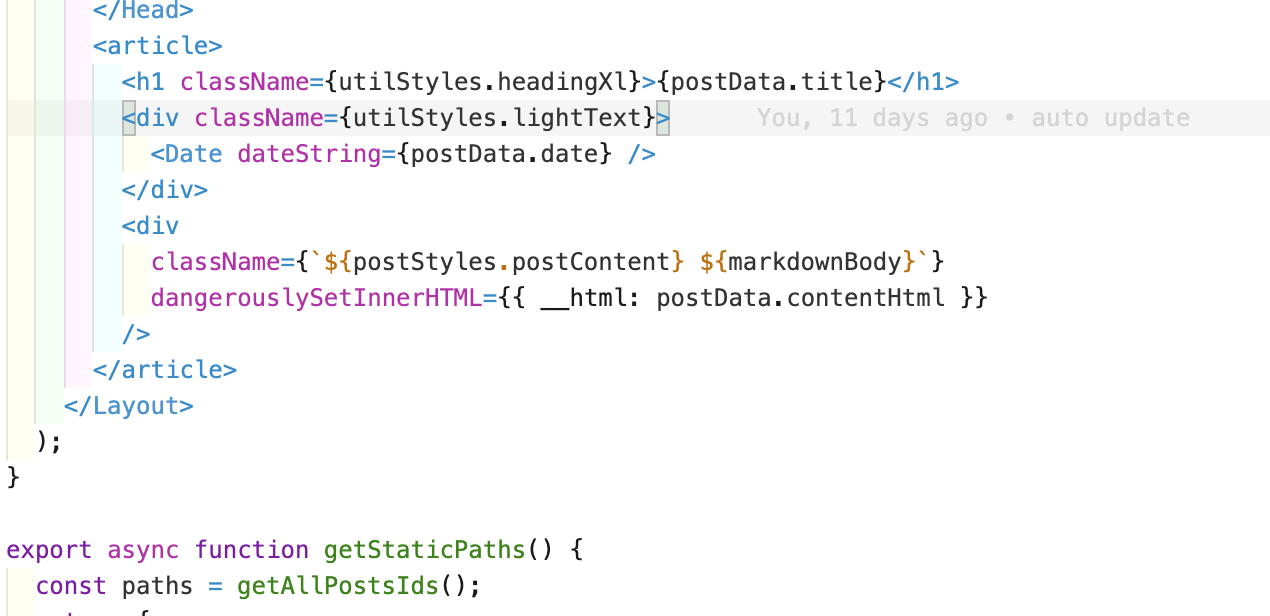 </Head>
<article>
<h1 className={utilStyles.headingXl}>{postData.title}</h1>
<div className={utilStyles.lightText}> You, 11 days ago • auto update
<Date dateString={postData.date} />
</div>
<div
className={`${postStyles.postContent} ${markdownBody}`}
dangerouslySetInnerHTML={{ __html: postData.contentHtml }}
/>
</article>
</Layout>
);
}
export async function getStaticPaths() {
const paths = getAllPostsIds();